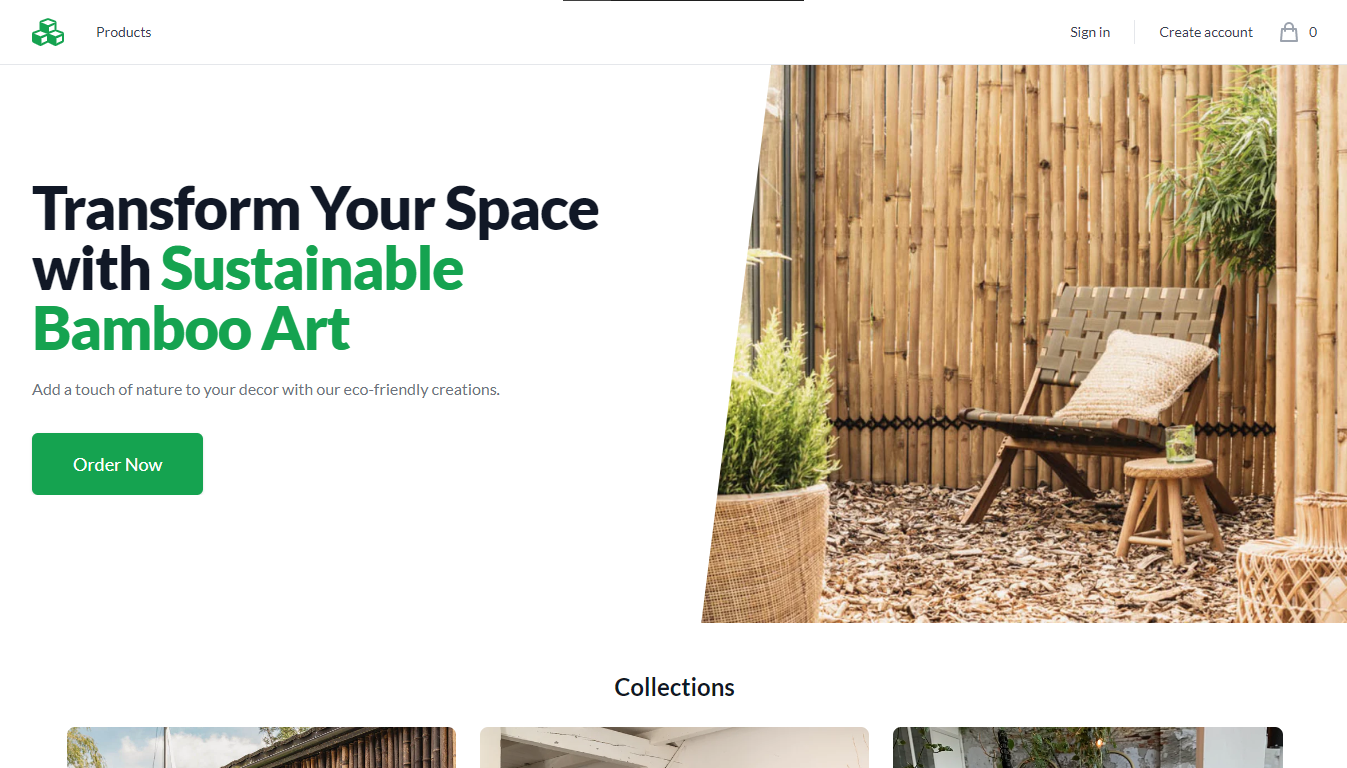 Products
Sign in
Create account
0
Transform Your Space
with Sustainable
Bamboo Art
Add a touch of nature to your decor with our eco-friendly creations.
Order Now
Collections